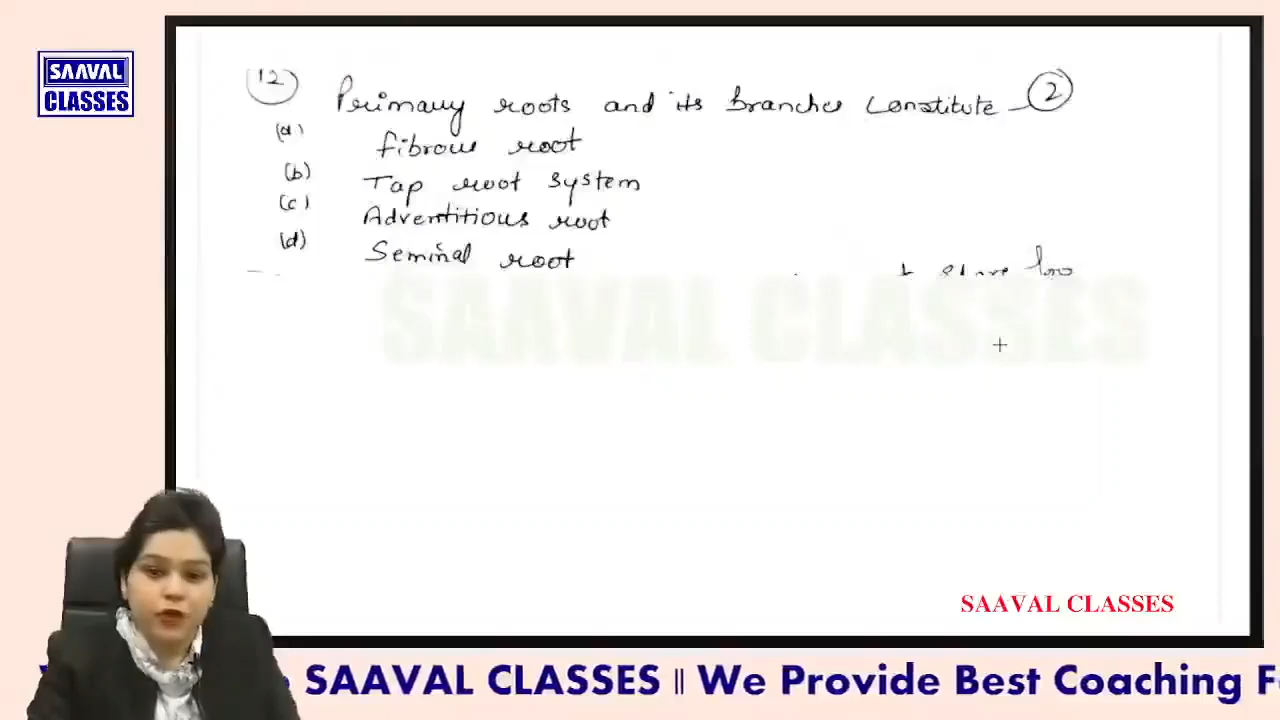 SAAVAL
CLASSES
12
Primary roots and its branches constitute - 2
(a) fibrous root
(b) Tap root system
(c) Adventitious root
(d) Seminal root
SAAVAL CLASSES
SAAVAL CLASSES
SAAVAL CLASSES || We Provide Best Coaching F